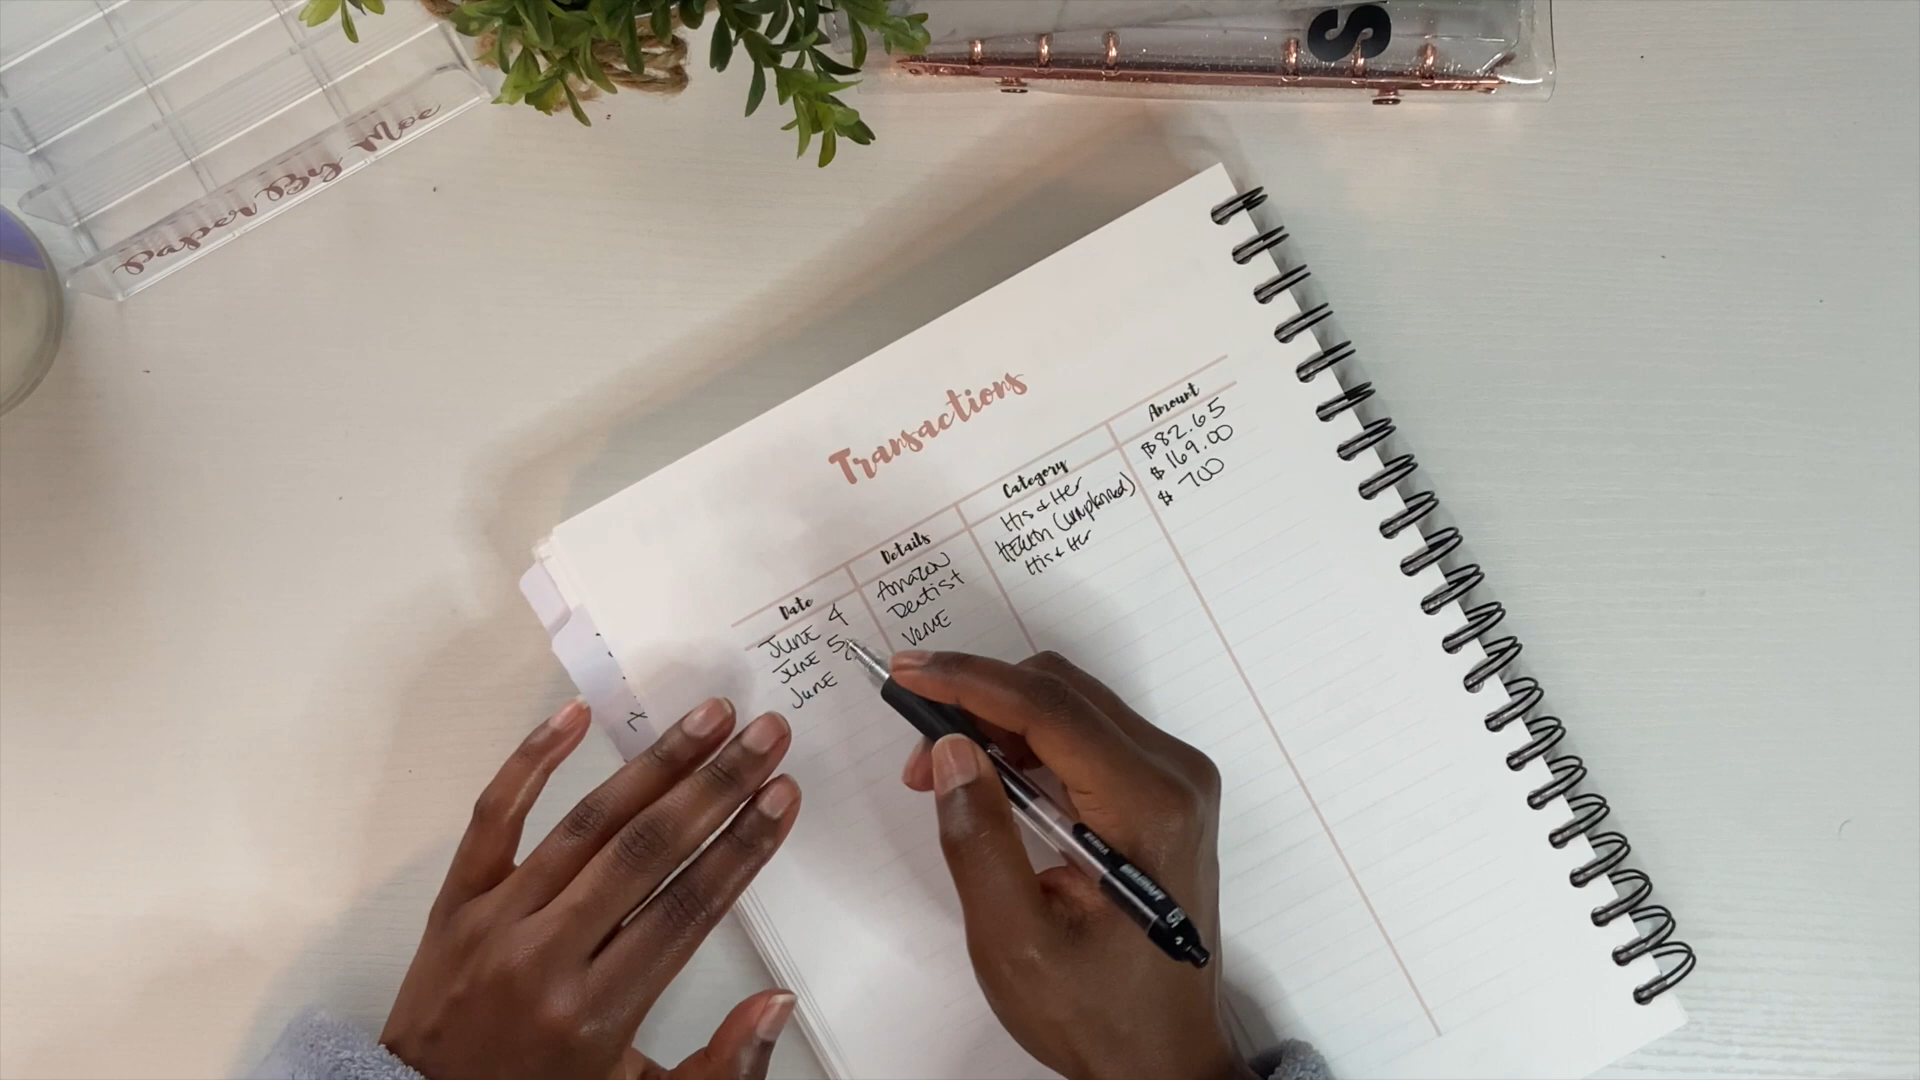 Paper By Moe
S
Transactions
Date Details Category Amount
June 4 Amazon His & Her $82.65
June 5 Dentist Health (unplanned) $169.00
June Venue His & Her $ 700
ZEBRA